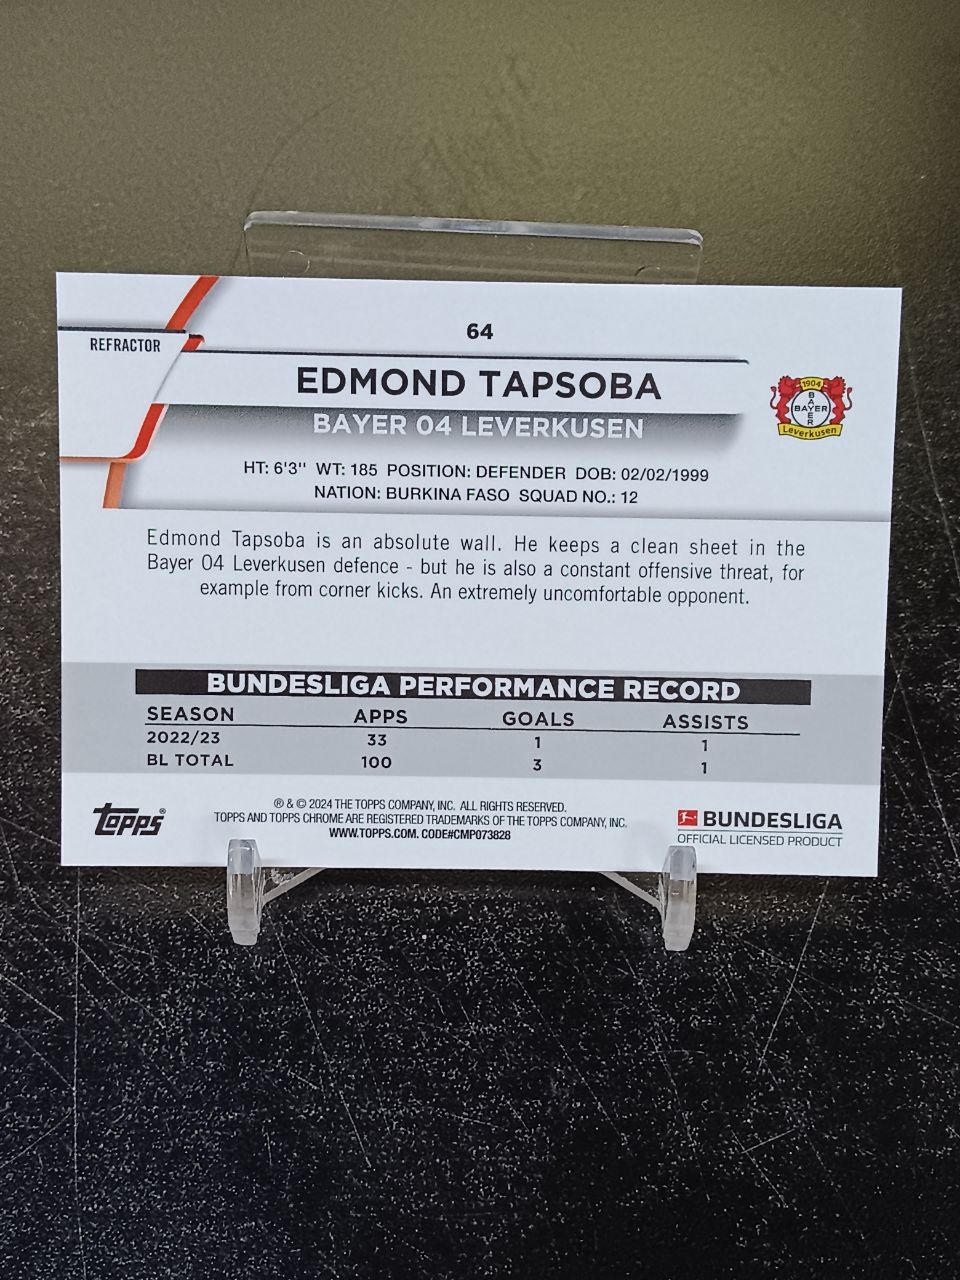 64
REFRACTOR
EDMOND TAPSOBA
BAYER 04 LEVERKUSEN
1904
BAYER
BAYER
Leverkusen
HT: 6'3" WT: 185 POSITION: DEFENDER DOB: 02/02/1999
NATION: BURKINA FASO SQUAD NO.: 12
Edmond Tapsoba is an absolute wall. He keeps a clean sheet in the
Bayer 04 Leverkusen defence - but he is also a constant offensive threat, for
example from corner kicks. An extremely uncomfortable opponent.
BUNDESLIGA PERFORMANCE RECORD
SEASON APPS GOALS ASSISTS
2022/23 33 1 1
BL TOTAL 100 3 1
topps®
® & © 2024 THE TOPPS COMPANY, INC. ALL RIGHTS RESERVED.
TOPPS AND TOPPS CHROME ARE REGISTERED TRADEMARKS OF THE TOPPS COMPANY, INC.
WWW.TOPPS.COM. CODE#CMP073828
BUNDESLIGA
OFFICIAL LICENSED PRODUCT